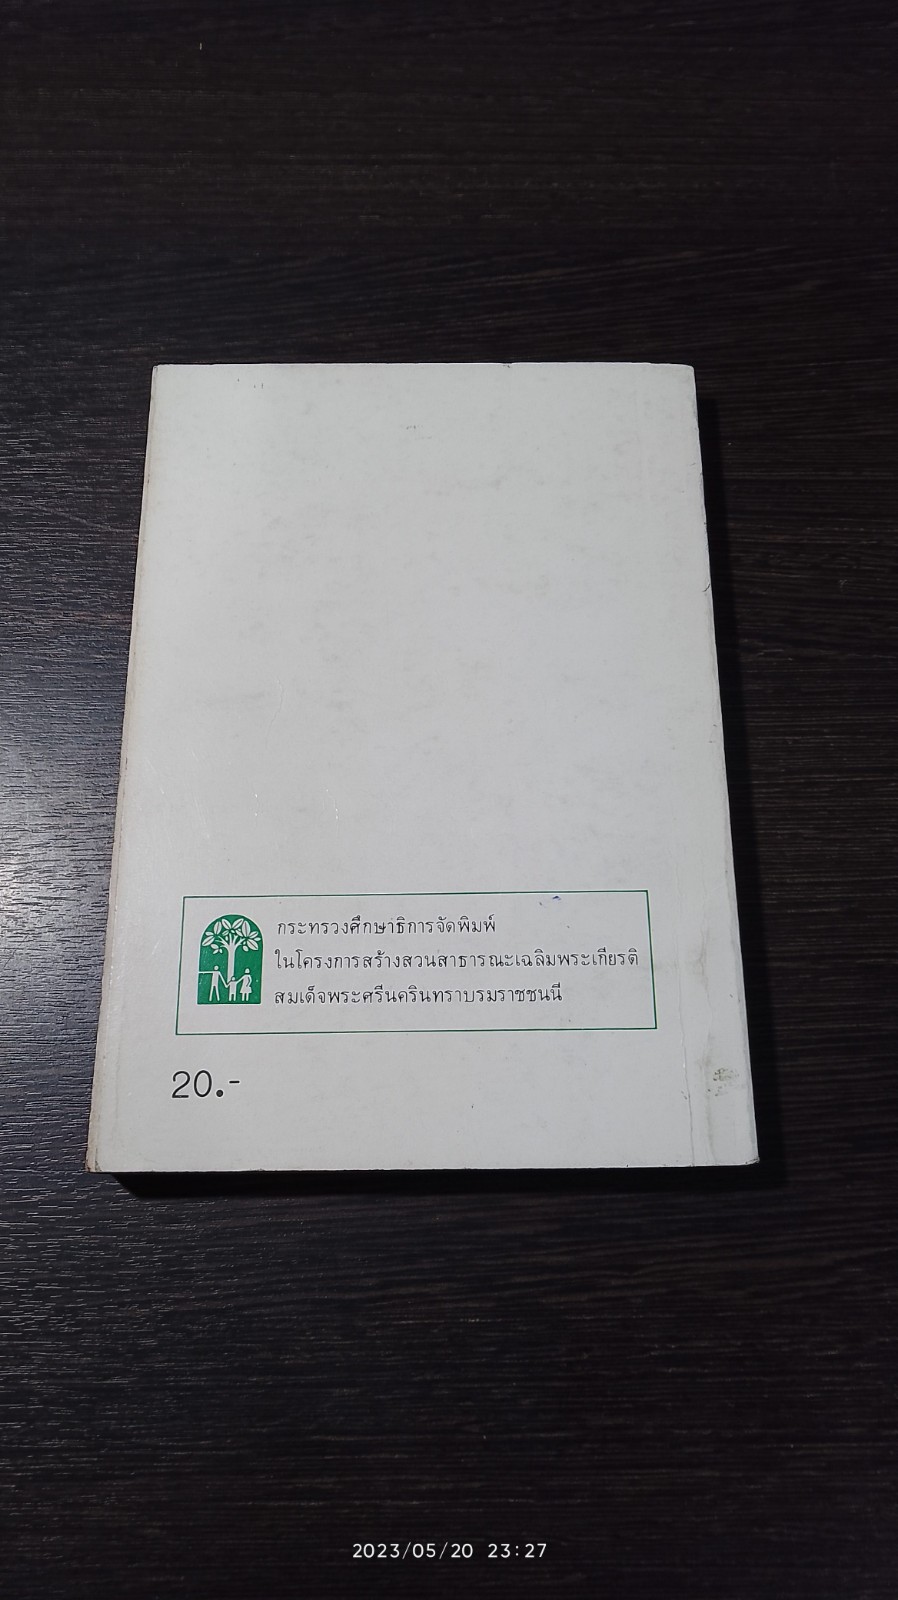 กระทรวงศึกษาธิการจัดพิมพ์
ในโครงการสร้างสวนสาธารณะเฉลิมพระเกียรติ
สมเด็จพระศรีนครินทราบรมราชชนนี
20.-
2023/05/20 23:27